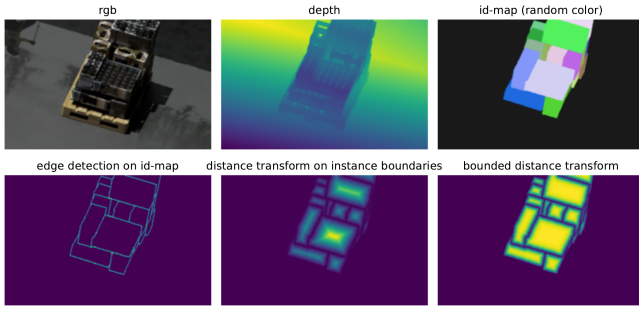 rgb
depth
id-map (random color)
edge detection on id-map
distance transform on instance boundaries
bounded distance transform